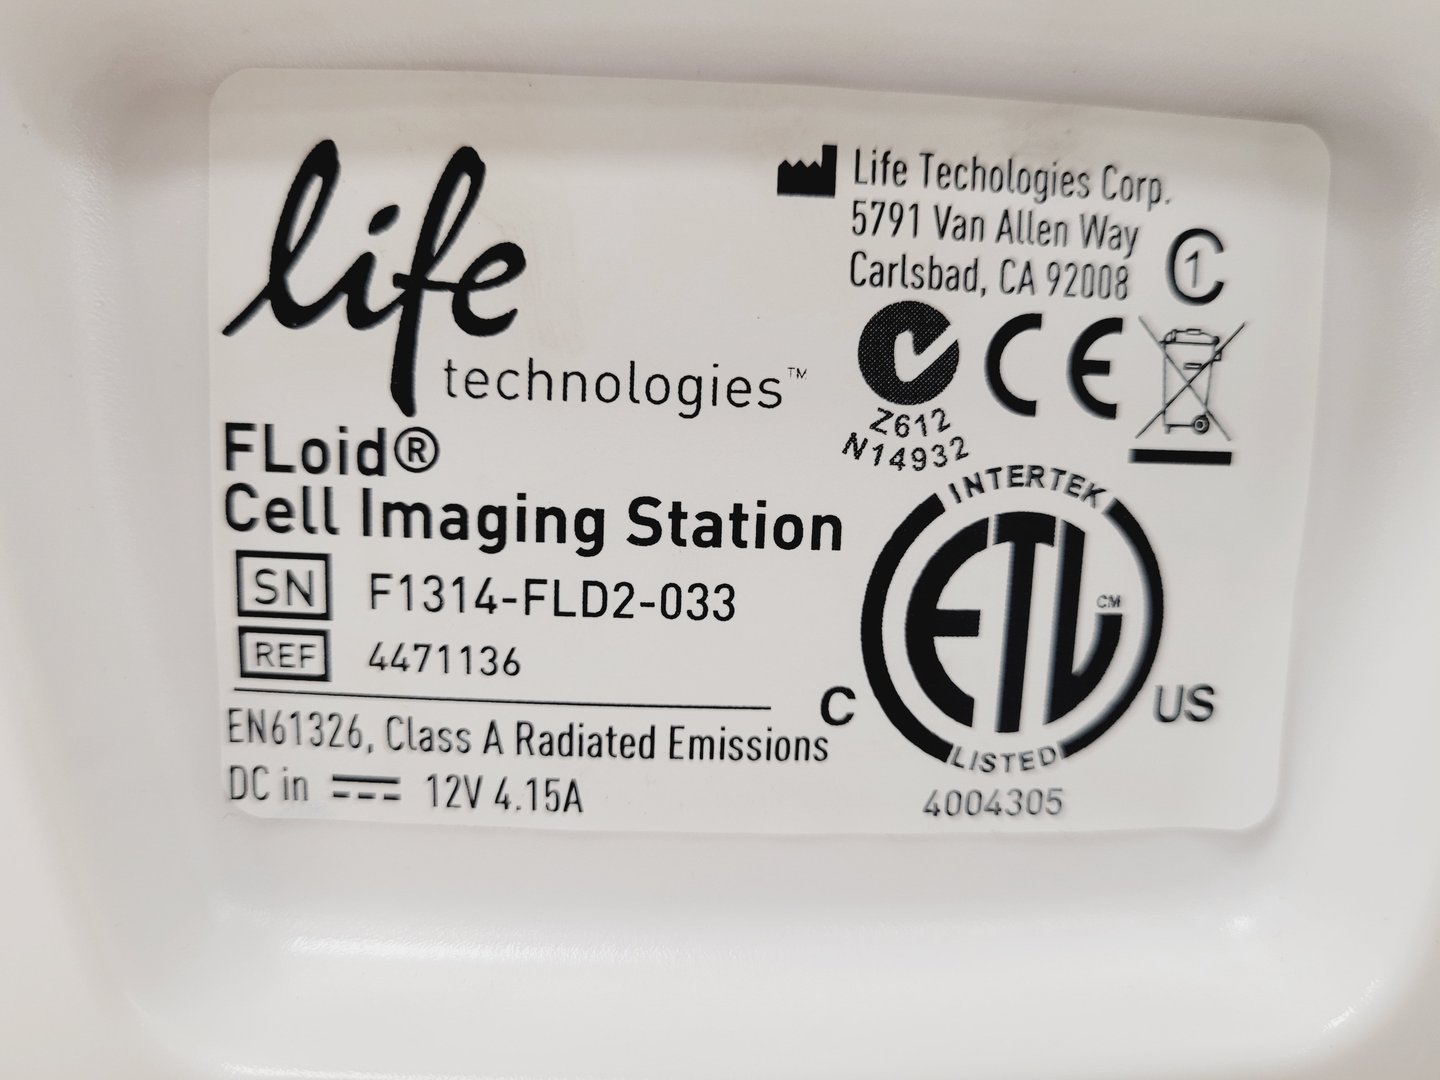 life
technologies™
FLoid®
Cell Imaging Station
SN F1314-FLD2-033
REF 4471136
EN61326, Class A Radiated Emissions
DC in 12V 4.15A
Life Techologies Corp.
5791 Van Allen Way
Carlsbad, CA 92008
C 1
Z612
N14932
CE
INTERTEK
ETL CM
C US
LISTED
4004305